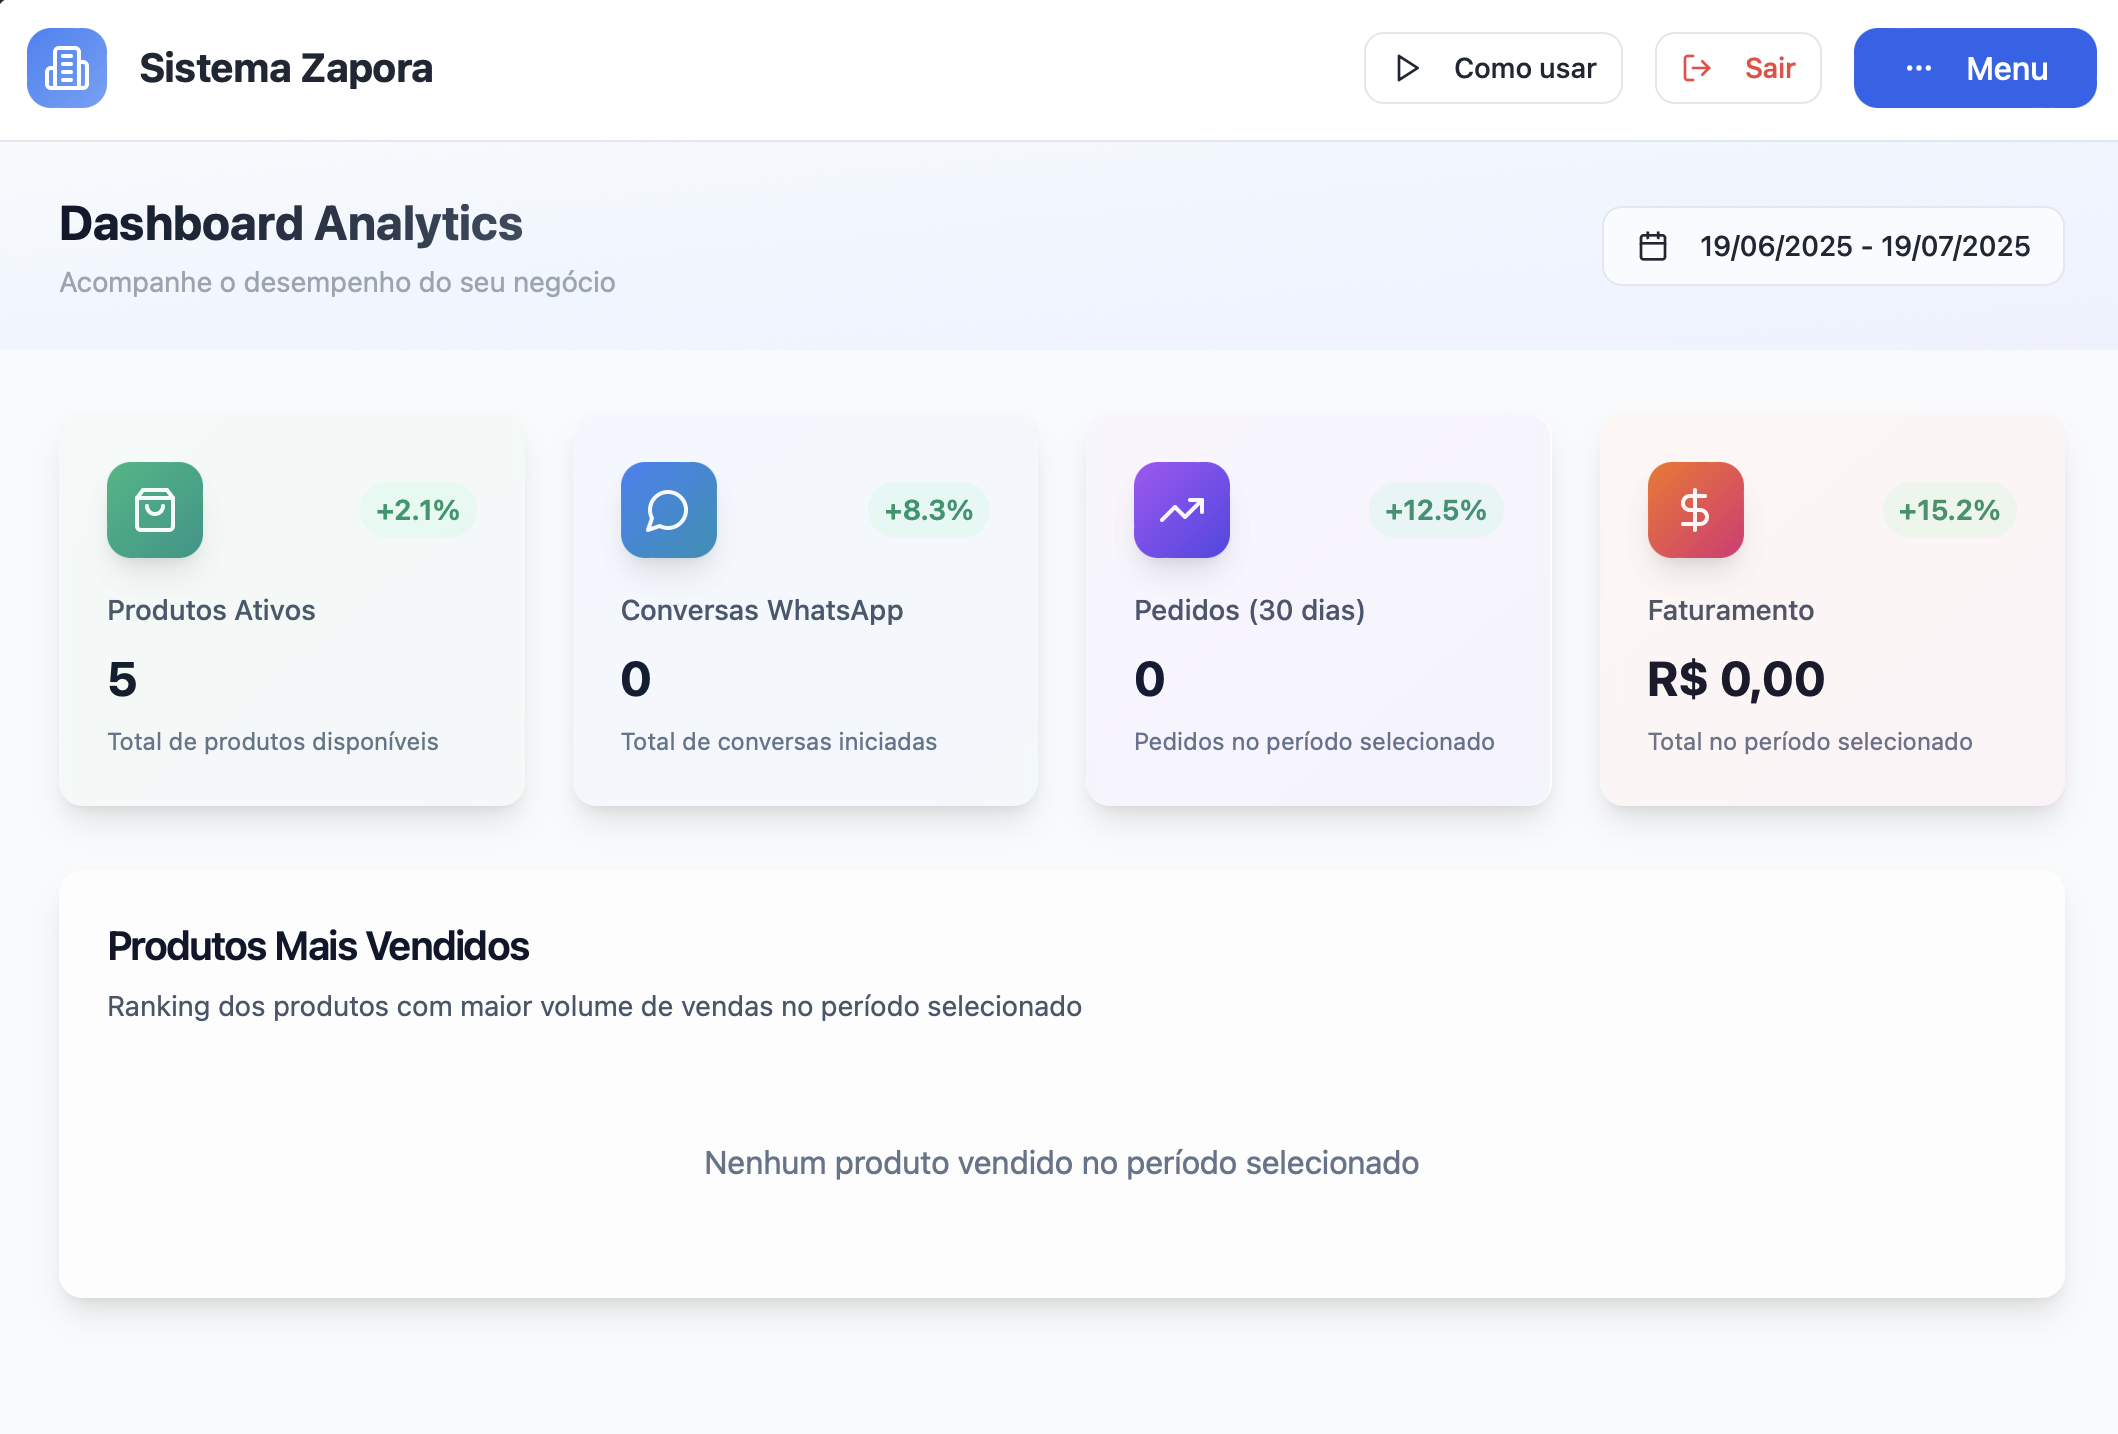 Sistema Zapora
Como usar
Sair
Menu
Dashboard Analytics
Acompanhe o desempenho do seu negócio
19/06/2025 - 19/07/2025
+2.1%
Produtos Ativos
5
Total de produtos disponíveis
+8.3%
Conversas WhatsApp
0
Total de conversas iniciadas
+12.5%
Pedidos (30 dias)
0
Pedidos no período selecionado
+15.2%
Faturamento
R$ 0,00
Total no período selecionado
Produtos Mais Vendidos
Ranking dos produtos com maior volume de vendas no período selecionado
Nenhum produto vendido no período selecionado